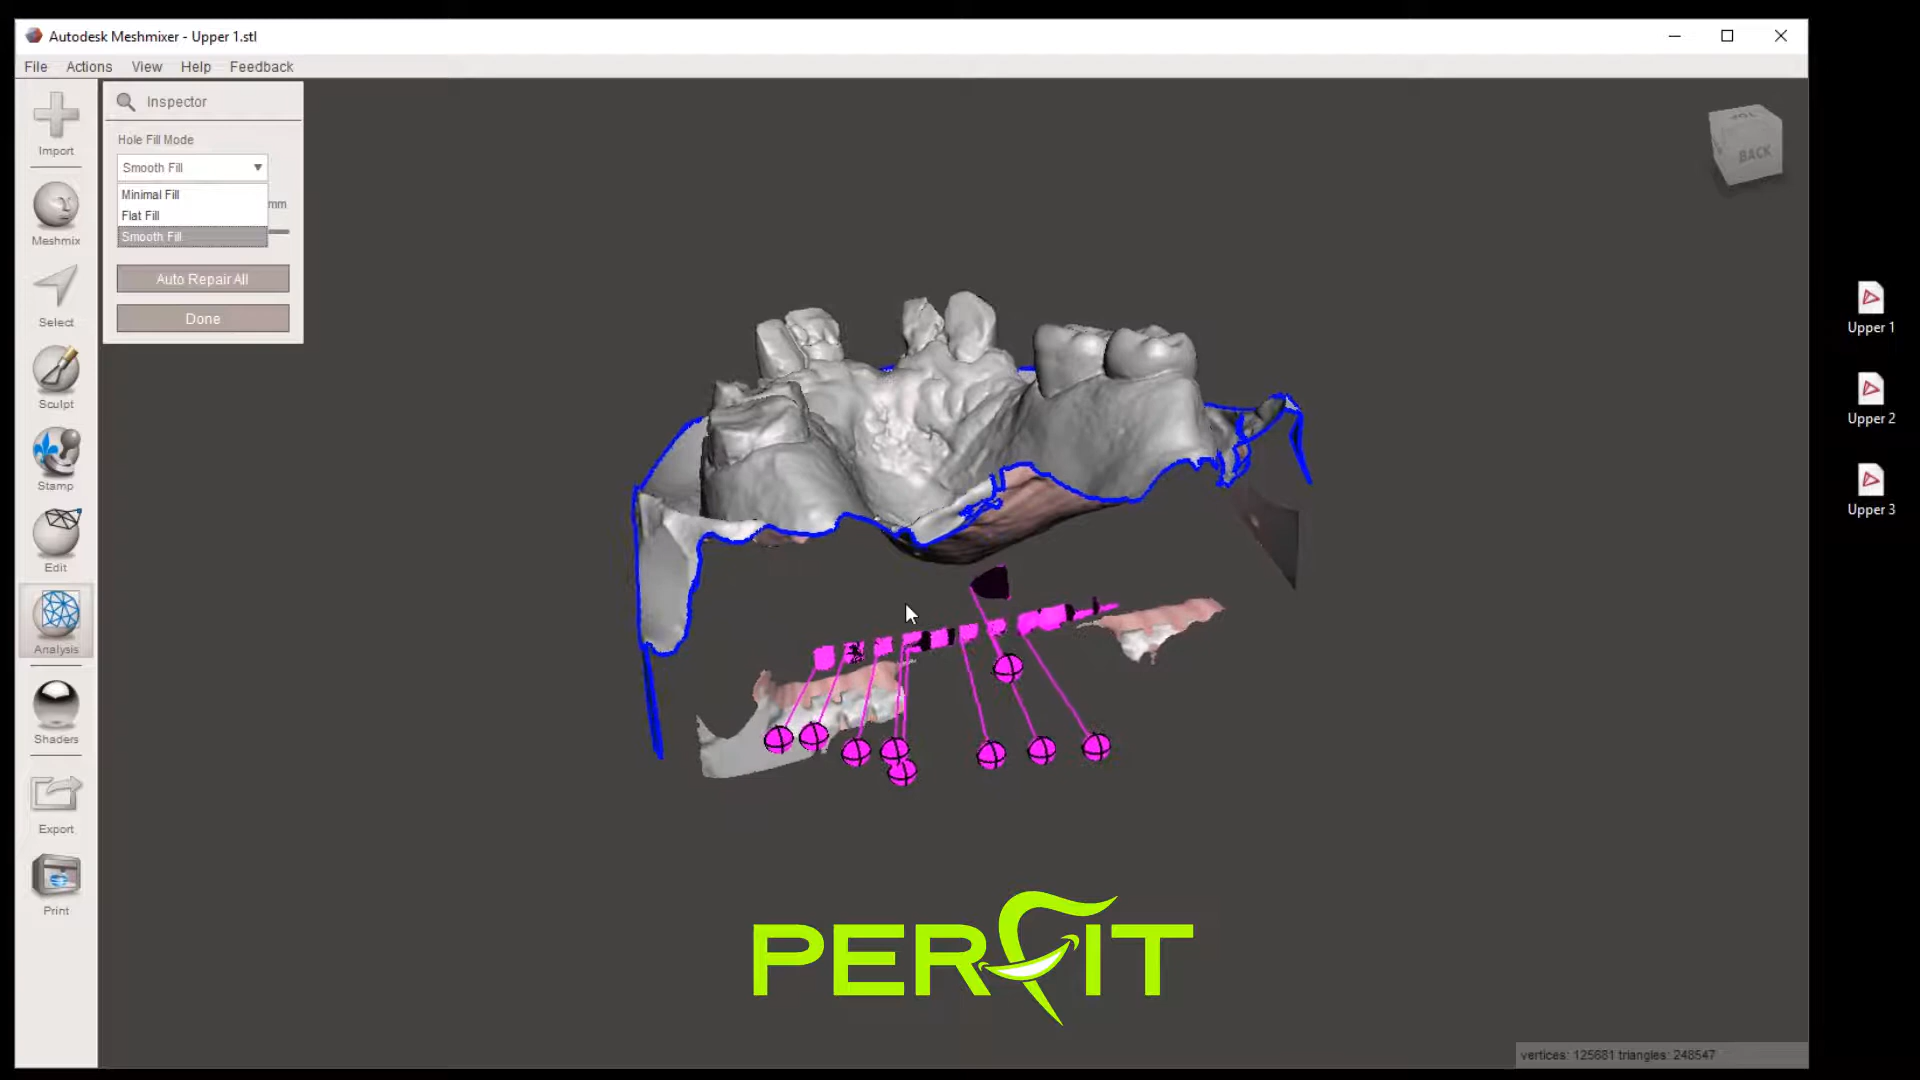 Autodesk Meshmixer - Upper 1.stl
File Actions View Help Feedback
Import
Meshmix
Select
Sculpt
Stamp
Edit
Analysis
Shaders
Export
Print
Inspector
Hole Fill Mode
Smooth Fill
Minimal Fill
mm
Flat Fill
Smooth Fill
Auto Repair All
Done
BACK
Upper 1
Upper 2
Upper 3
PERFIT
vertices: 125681 triangles: 248547